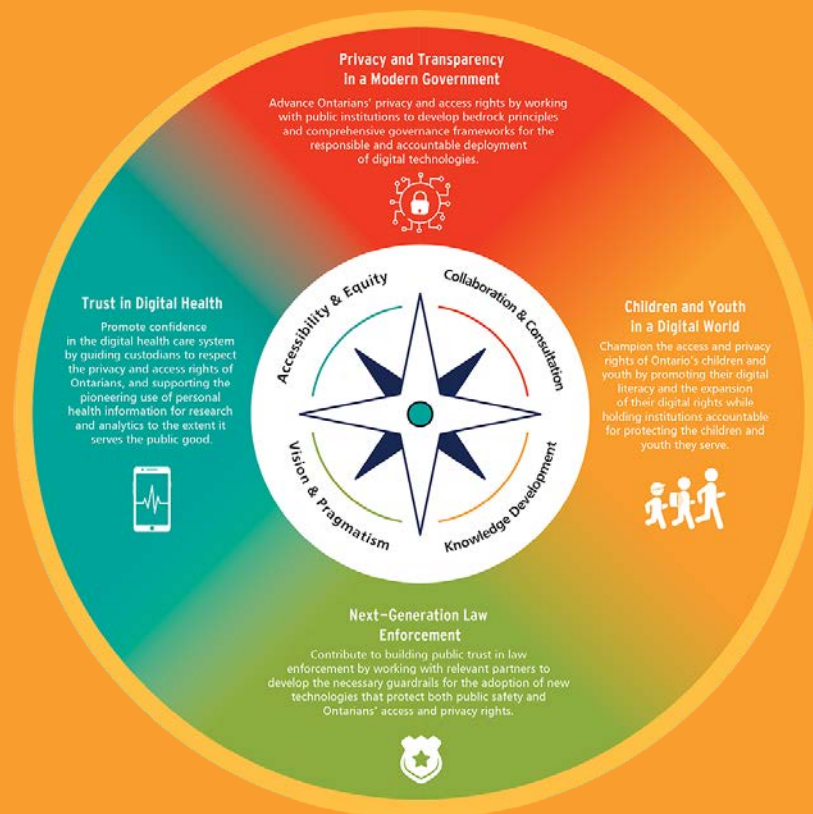 Privacy and Transparency
in a Modern Government
Advance Ontarians' privacy and access rights by working
with public institutions to develop bedrock principles
and comprehensive governance frameworks for the
responsible and accountable deployment
of digital technologies.
Trust in Digital Health
Promote confidence
in the digital health care system
by guiding custodians to respect
the privacy and access rights of
Ontarians, and supporting the
pioneering use of personal
health information for research
and analytics to the extent it
serves the public good.
Accessibility & Equity
Collaboration & Consultation
Vision & Pragmatism
Knowledge Development
Children and Youth
in a Digital World
Champion the access and privacy
rights of Ontario's children and
youth by promoting their digital
literacy and the expansion
of their digital rights while
holding institutions accountable
for protecting the children and
youth they serve.
Next-Generation Law
Enforcement
Contribute to building public trust in law
enforcement by working with relevant partners to
develop the necessary guardrails for the adoption of new
technologies that protect both public safety and
Ontarians' access and privacy rights.